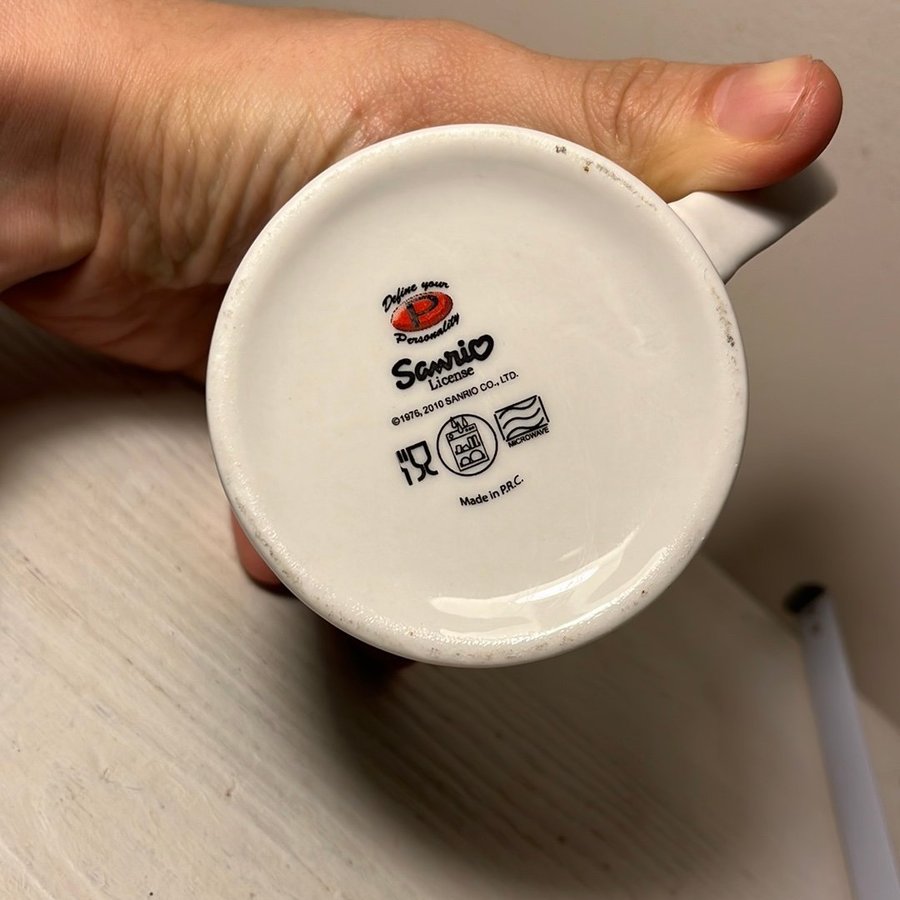 Define your
P
Personality
Sanrio
License
©1976, 2010 SANRIO CO., LTD.
MICROWAVE
Made in P.R.C.